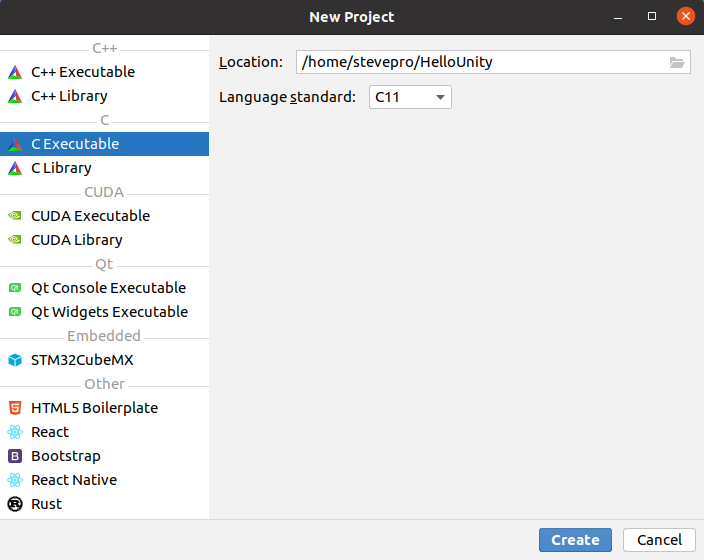 New Project
C++
C++ Executable
C++ Library
C
C Executable
C Library
CUDA
CUDA Executable
CUDA Library
Qt
Qt Console Executable
Qt Widgets Executable
Embedded
STM32CubeMX
Other
HTML5 Boilerplate
React
Bootstrap
React Native
Rust
Location: /home/stevepro/HelloUnity
Language standard: C11
Create Cancel